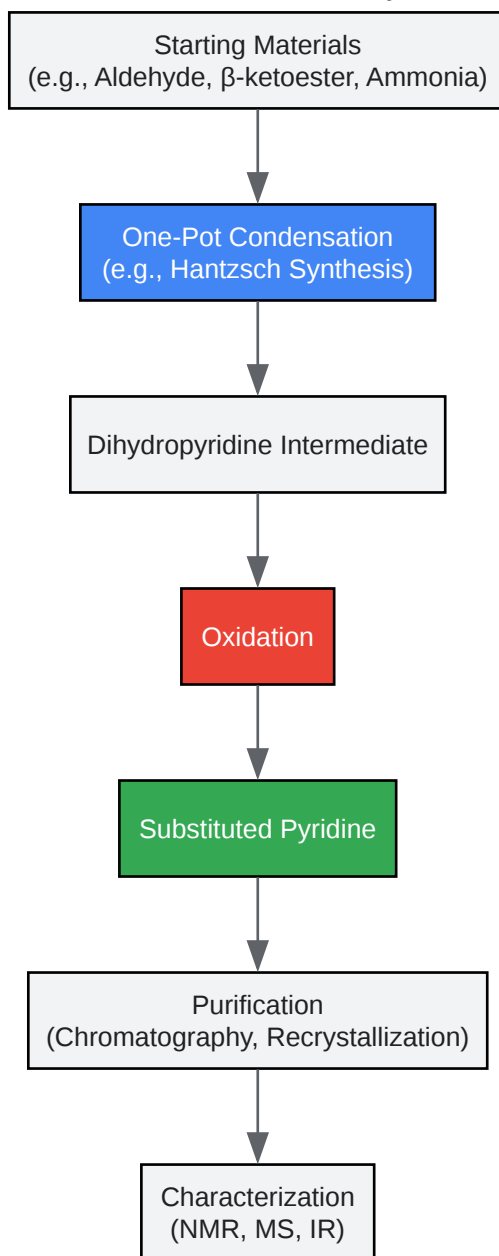 Starting Materials
(e.g., Aldehyde, β-ketoester, Ammonia)
One-Pot Condensation
(e.g., Hantzsch Synthesis)
Dihydropyridine Intermediate
Oxidation
Substituted Pyridine
Purification
(Chromatography, Recrystallization)
Characterization
(NMR, MS, IR)